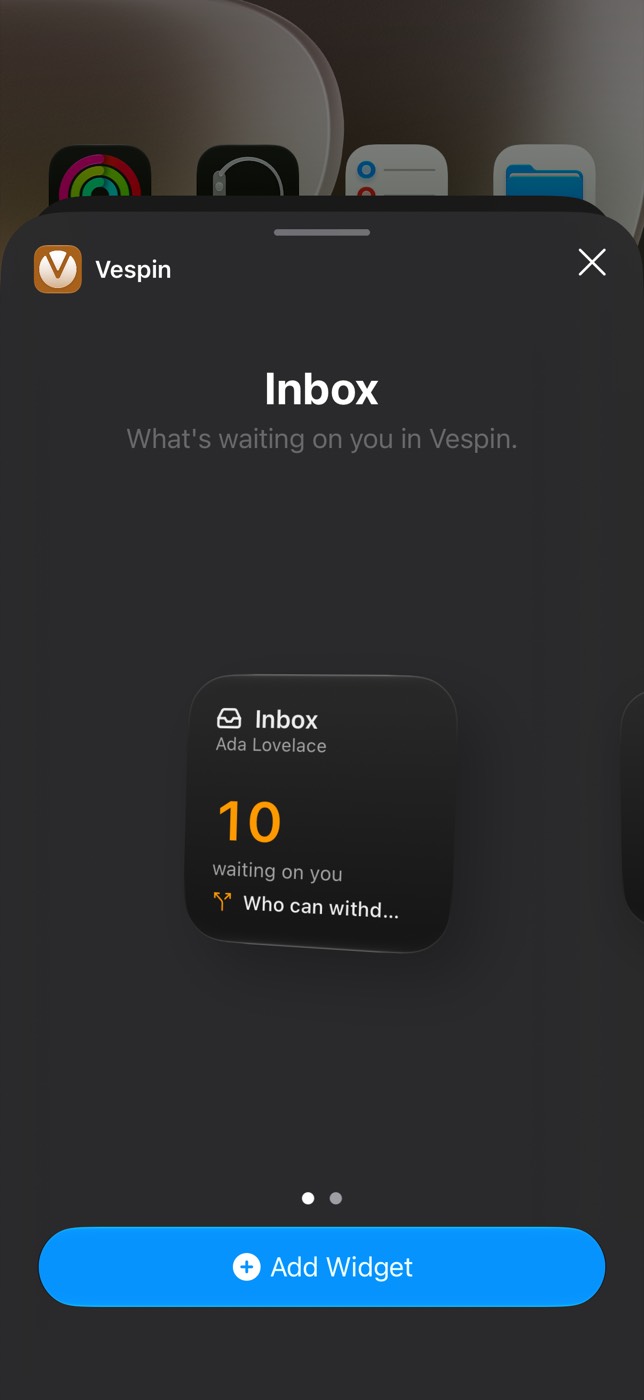 Vespin
Inbox
What's waiting on you in Vespin.
Inbox
Ada Lovelace
10
waiting on you
Who can withd...
Add Widget